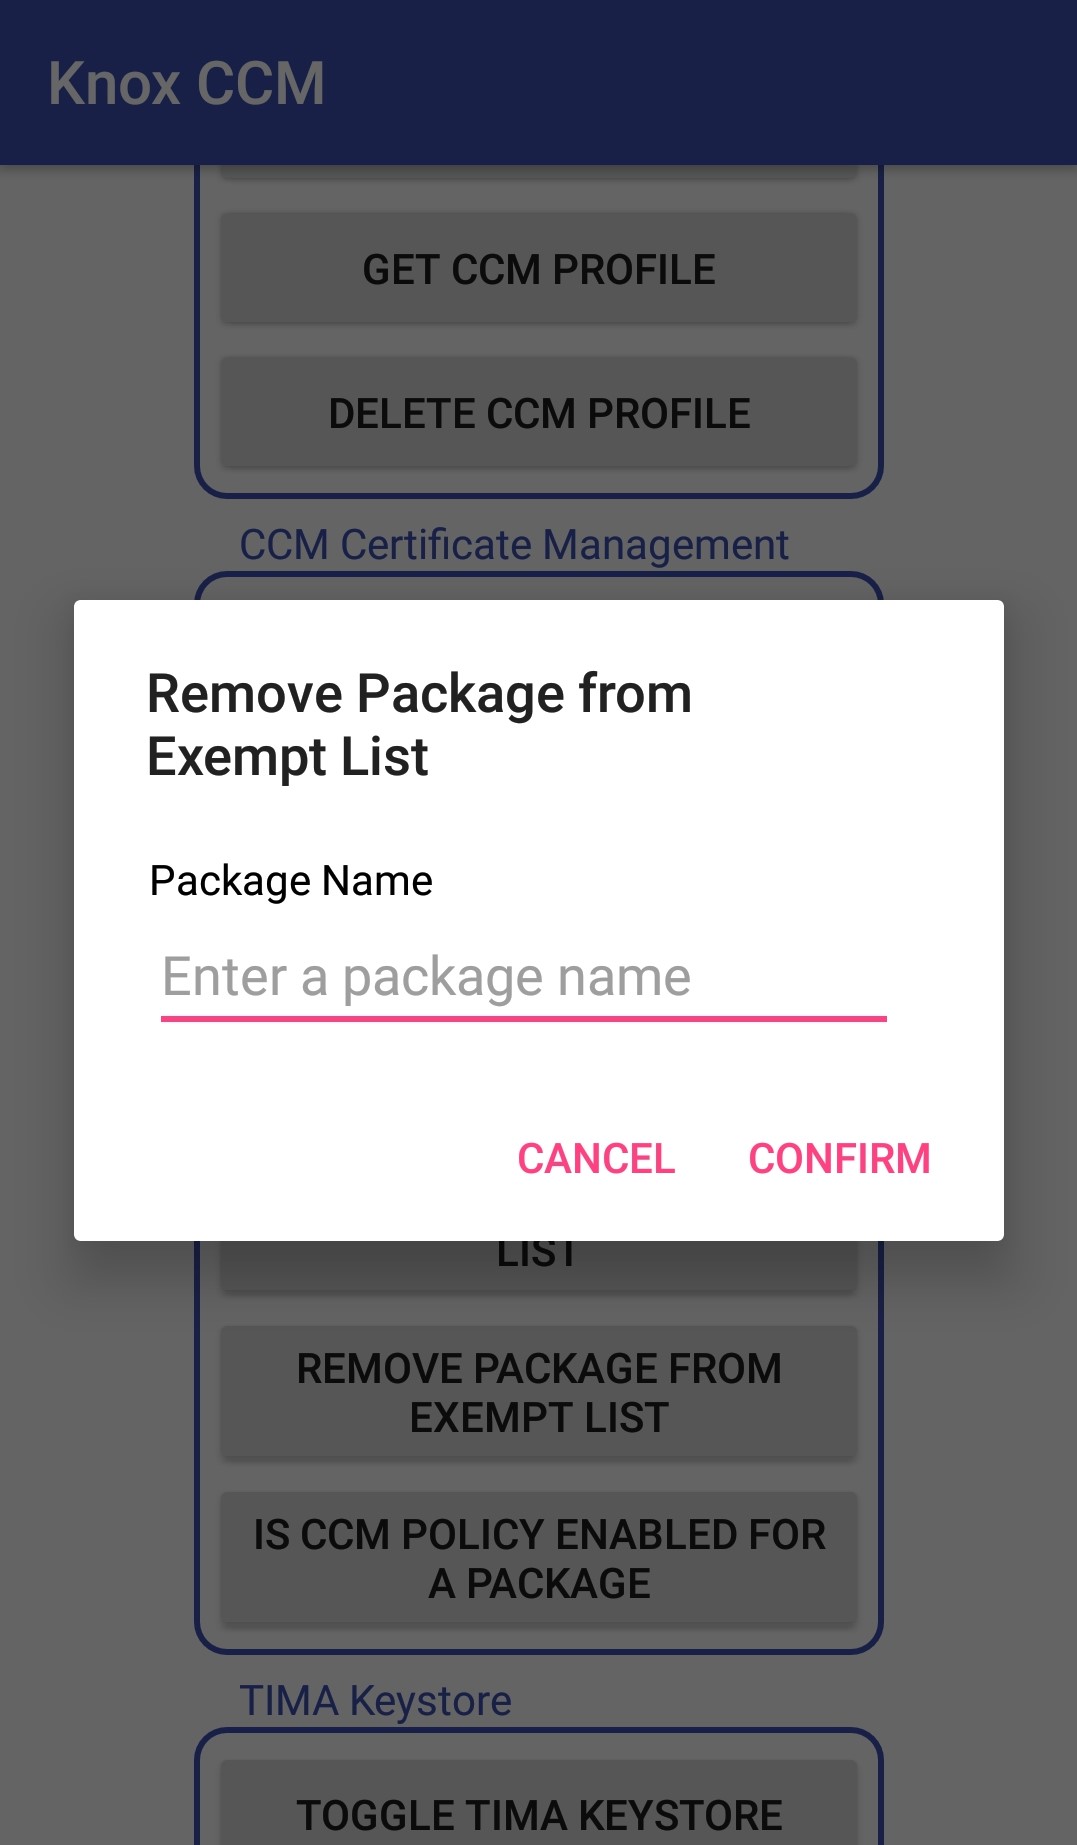 Knox CCM
GET CCM PROFILE
DELETE CCM PROFILE
CCM Certificate Management
Remove Package from
Exempt List
Package Name
Enter a package name
CANCEL CONFIRM
LIST
REMOVE PACKAGE FROM
EXEMPT LIST
IS CCM POLICY ENABLED FOR
A PACKAGE
TIMA Keystore
TOGGLE TIMA KEYSTORE